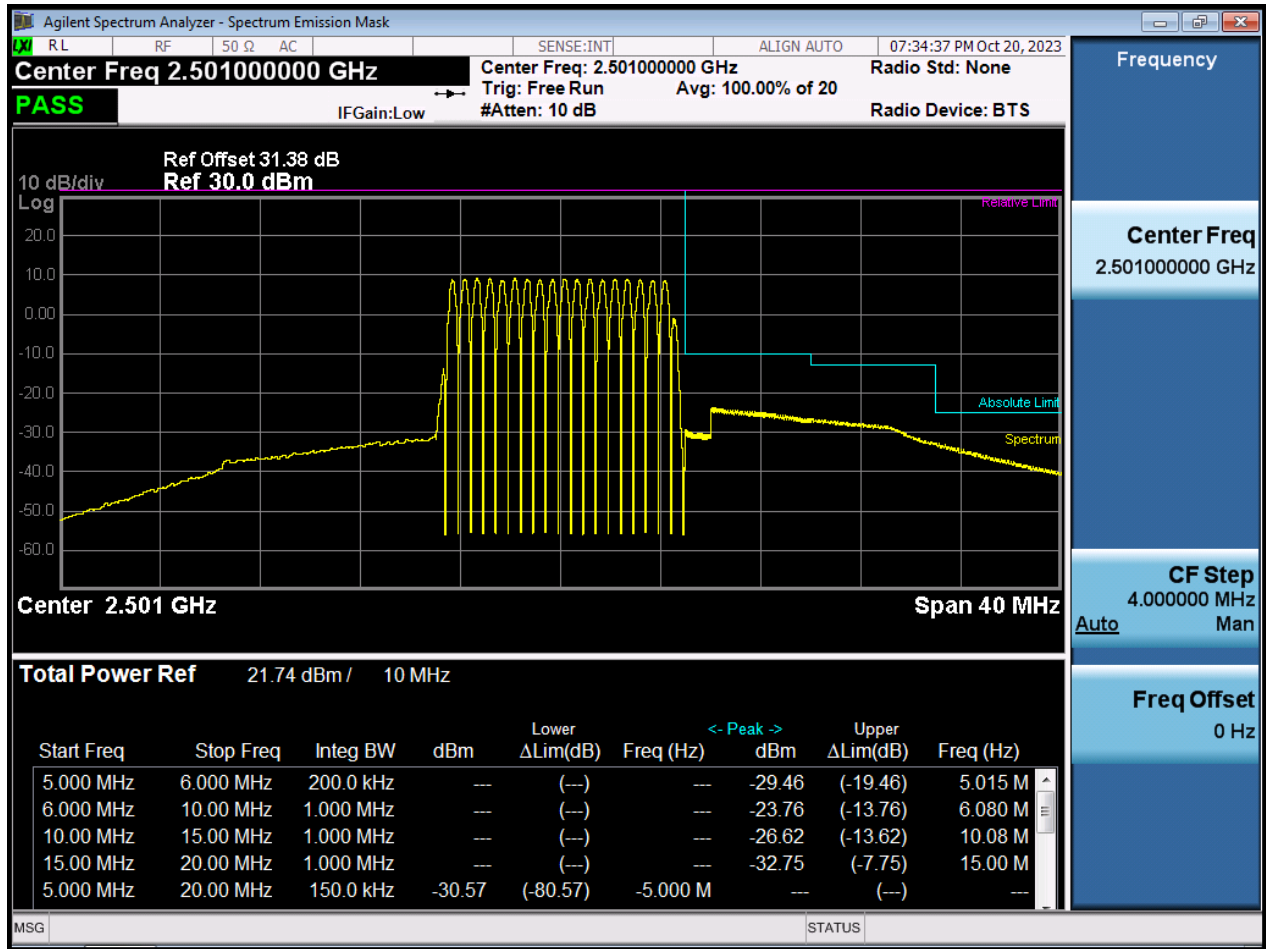 Agilent Spectrum Analyzer - Spectrum Emission Mask
LXI RL RF 50 Ω AC SENSE:INT ALIGN AUTO 07:34:37 PM Oct 20, 2023
Center Freq 2.501000000 GHz
Center Freq: 2.501000000 GHz Radio Std: None
Trig: Free Run Avg: 100.00% of 20
PASS
IFGain:Low #Atten: 10 dB Radio Device: BTS
Ref Offset 31.38 dB
10 dB/div Ref 30.0 dBm
Log
Relative Limit
20.0
10.0
0.00
-10.0
-20.0
Absolute Limit
-30.0
Spectrum
-40.0
-50.0
-60.0
Center 2.501 GHz Span 40 MHz
Total Power Ref 21.74 dBm / 10 MHz
Lower <- Peak -> Upper
Start Freq Stop Freq Integ BW dBm ΔLim(dB) Freq (Hz) dBm ΔLim(dB) Freq (Hz)
5.000 MHz 6.000 MHz 200.0 kHz --- (---) --- -29.46 (-19.46) 5.015 M
6.000 MHz 10.00 MHz 1.000 MHz --- (---) --- -23.76 (-13.76) 6.080 M
10.00 MHz 15.00 MHz 1.000 MHz --- (---) --- -26.62 (-13.62) 10.08 M
15.00 MHz 20.00 MHz 1.000 MHz --- (---) --- -32.75 (-7.75) 15.00 M
5.000 MHz 20.00 MHz 150.0 kHz -30.57 (-80.57) -5.000 M --- (---) ---
MSG STATUS
Frequency
Center Freq
2.501000000 GHz
CF Step
4.000000 MHz
Auto Man
Freq Offset
0 Hz